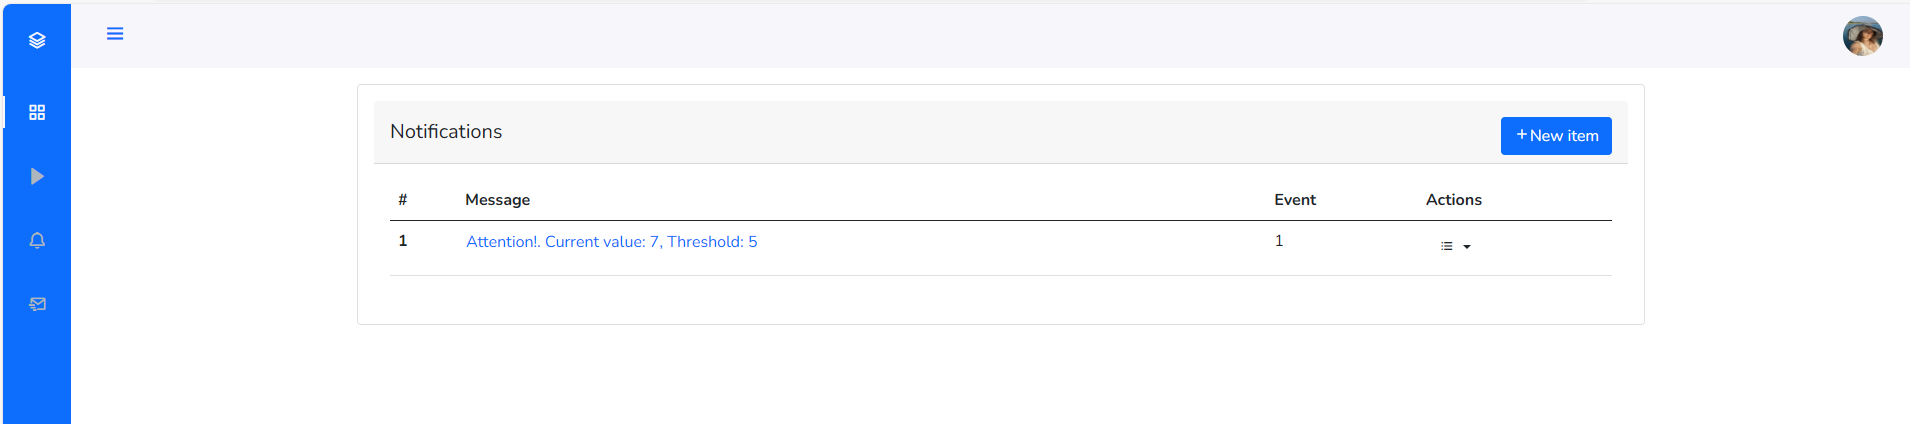 Notifications
+New item
# Message Event Actions
1 Attention!. Current value: 7, Threshold: 5 1